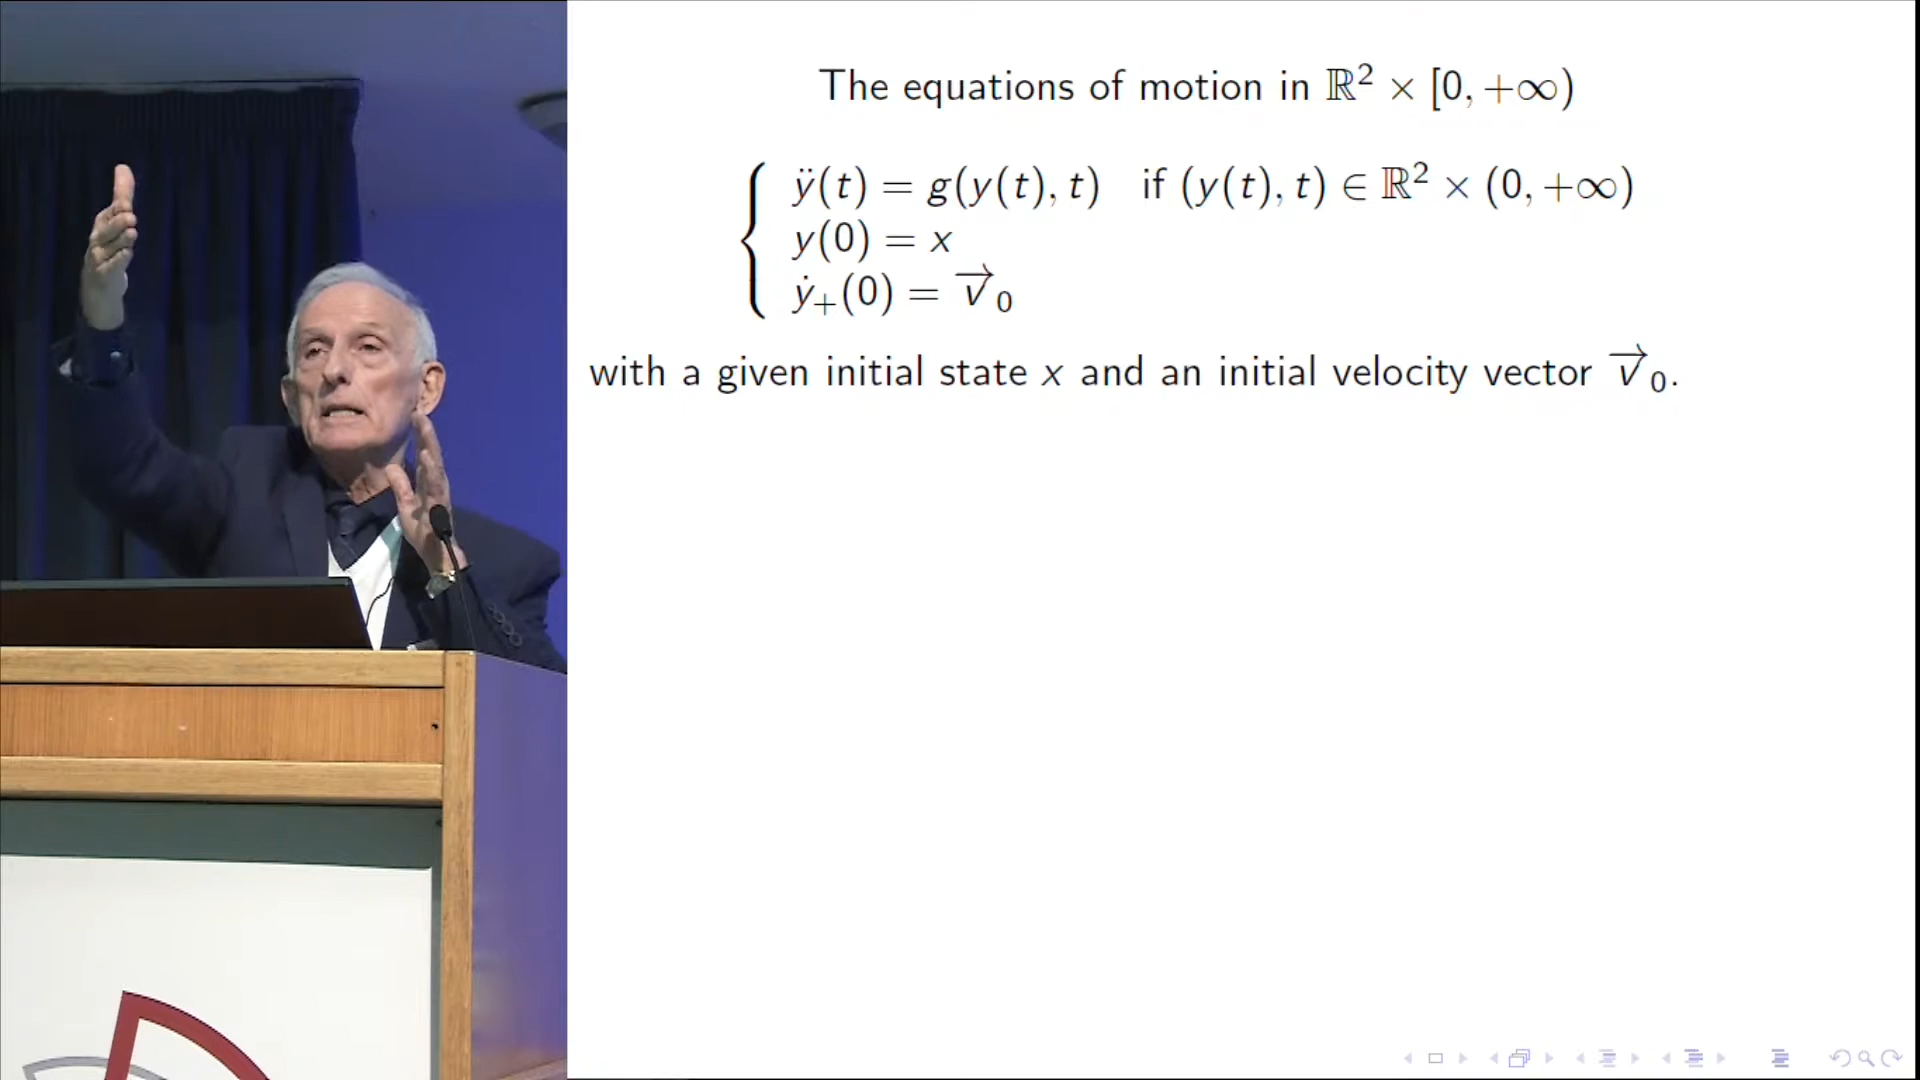 The equations of motion in ℝ² × [0, +∞)
ÿ(t) = g(y(t), t) if (y(t), t) ∈ ℝ² × (0, +∞)
y(0) = x
ẏ₊(0) = v⃗₀
with a given initial state x and an initial velocity vector v⃗₀.